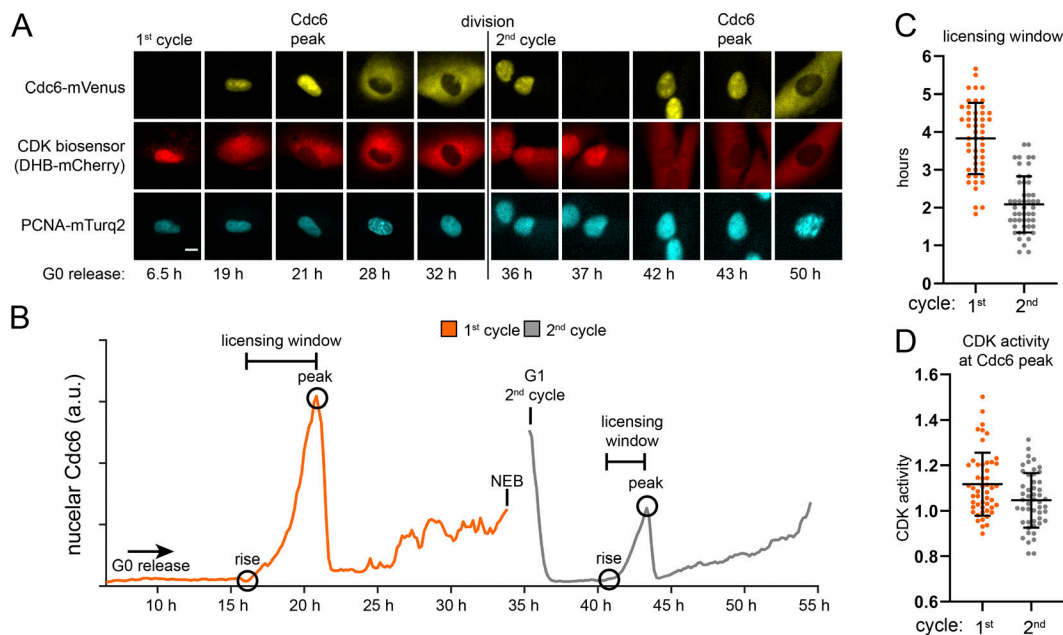 A
1st cycle
Cdc6
peak
division
2nd cycle
Cdc6
peak
Cdc6-mVenus
CDK biosensor
(DHB-mCherry)
PCNA-mTurq2
G0 release: 6.5 h 19 h 21 h 28 h 32 h 36 h 37 h 42 h 43 h 50 h
B
1st cycle 2nd cycle
nucelar Cdc6 (a.u.)
licensing window
peak
rise
G0 release
NEB
G1
2nd cycle
licensing
window
peak
rise
10 h 15 h 20 h 25 h 30 h 35 h 40 h 45 h 50 h 55 h
C
licensing window
hours
6
5
4
3
2
1
0
cycle: 1st 2nd
D
CDK activity
at Cdc6 peak
CDK activity
1.6
1.4
1.2
1.0
0.8
0.6
cycle: 1st 2nd